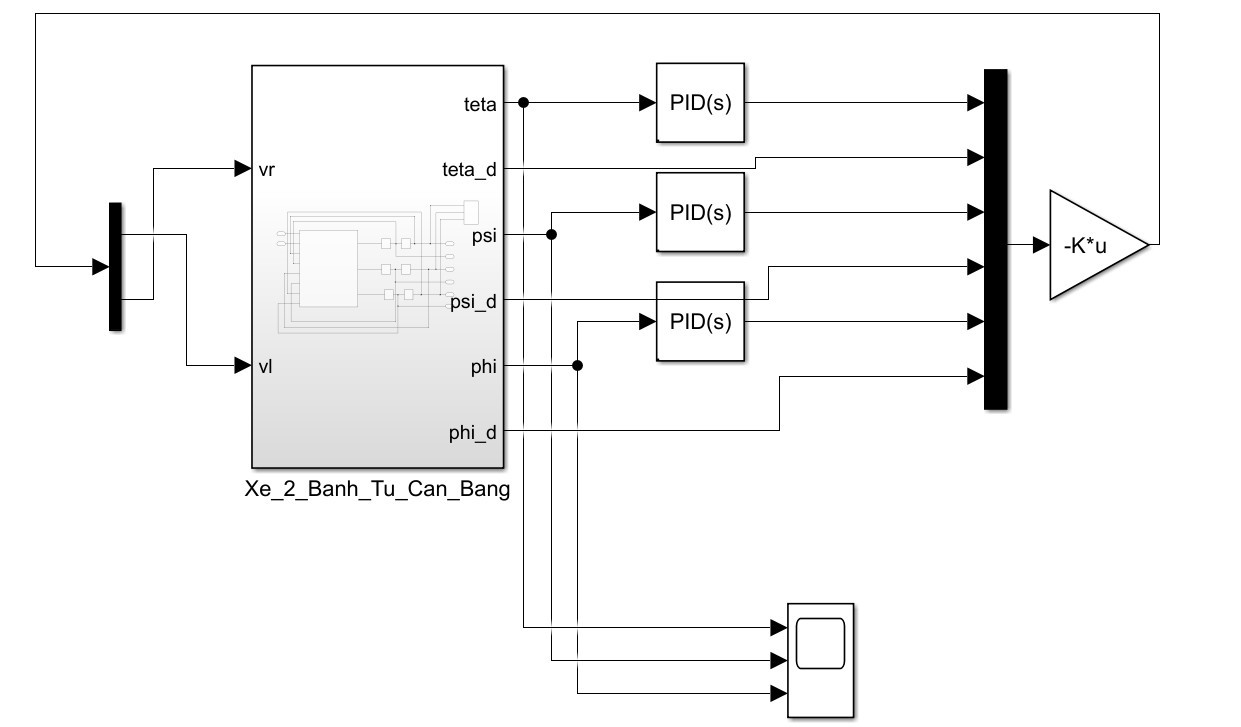 teta
PID(s)
vr
teta_d
psi
PID(s)
-K*u
psi_d
PID(s)
vl
phi
phi_d
Xe_2_Banh_Tu_Can_Bang